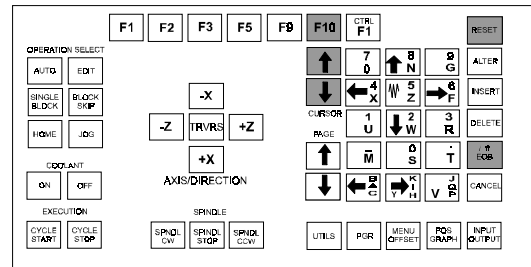 F1 F2 F3 F5 F9 F10 CTRL F1 RESET
OPERATION SELECT
AUTO EDIT
SINGLE BLOCK BLOCK SKIP
HOME JOG
COOLANT
ON OFF
EXECUTION
CYCLE START CYCLE STOP
-X
-Z TRVRS +Z
+X
AXIS/DIRECTION
SPINDLE
SPNDL CW SPINDL STOP SPNDL CCW
CURSOR
PAGE
7 0 8 N 9 G ALTER
4 X W 5 Z 6 F INSERT
1 U 2 W 3 R DELETE
- M 0 S . T / # EOB
B A C K I Y H J Q V P CANCEL
UTILS PGR MENU OFFSET POS GRAPH INPUT OUTPUT